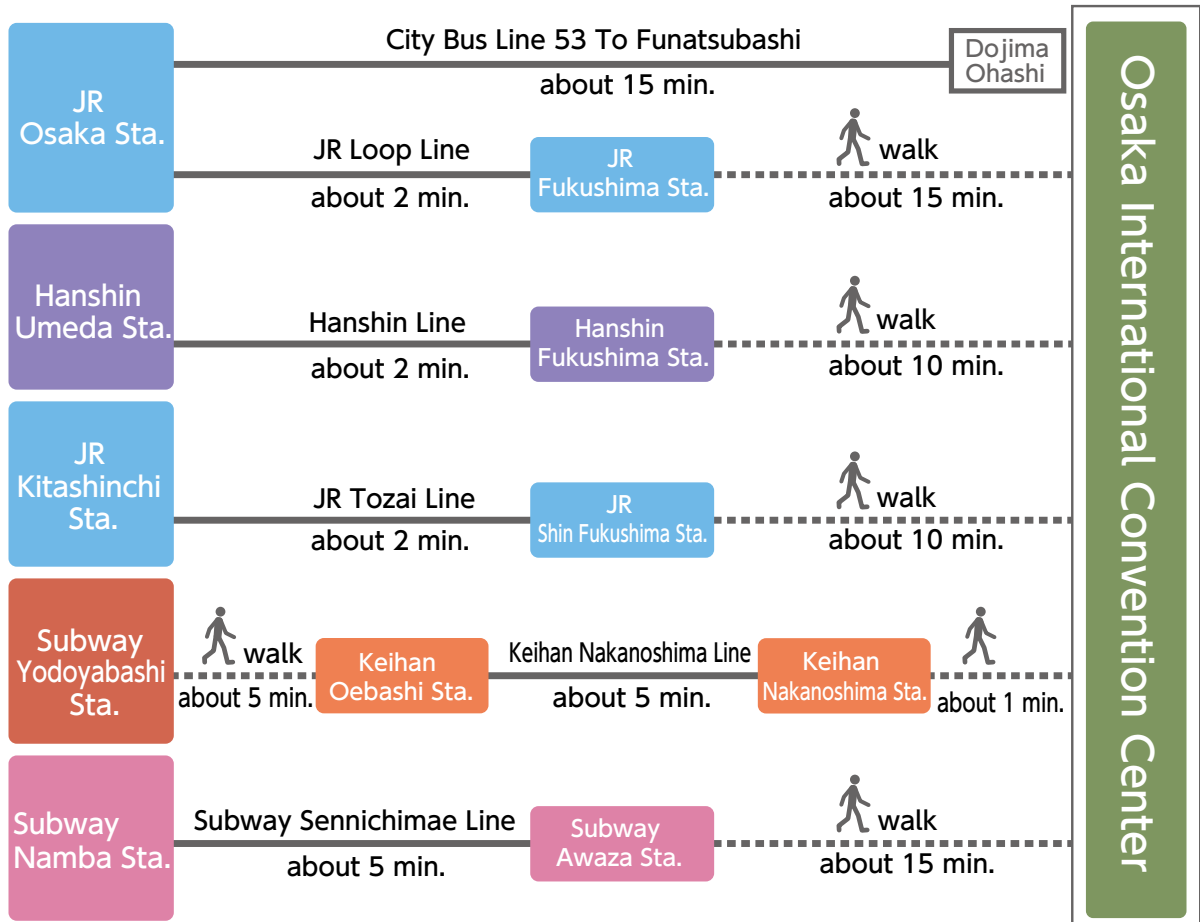 City Bus Line 53 To Funatsubashi
about 15 min.
Dojima
Ohashi
JR
Osaka Sta.
JR Loop Line
about 2 min.
JR
Fukushima Sta.
walk
about 15 min.
Hanshin
Umeda Sta.
Hanshin Line
about 2 min.
Hanshin
Fukushima Sta.
walk
about 10 min.
JR
Kitashinchi
Sta.
JR Tozai Line
about 2 min.
JR
Shin Fukushima Sta.
walk
about 10 min.
Subway
Yodoyabashi
Sta.
walk
about 5 min.
Keihan
Oebashi Sta.
Keihan Nakanoshima Line
about 5 min.
Keihan
Nakanoshima Sta.
about 1 min.
Subway
Namba Sta.
Subway Sennichimae Line
about 5 min.
Subway
Awaza Sta.
walk
about 15 min.
Osaka International Convention Center